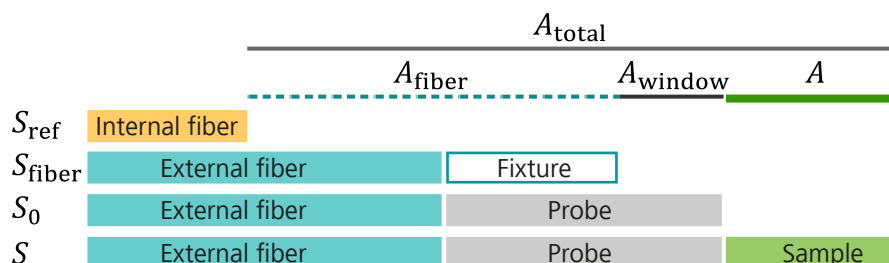 A_total
A_fiber A_window A
S_ref Internal fiber
S_fiber External fiber Fixture
S_0 External fiber Probe
S External fiber Probe Sample